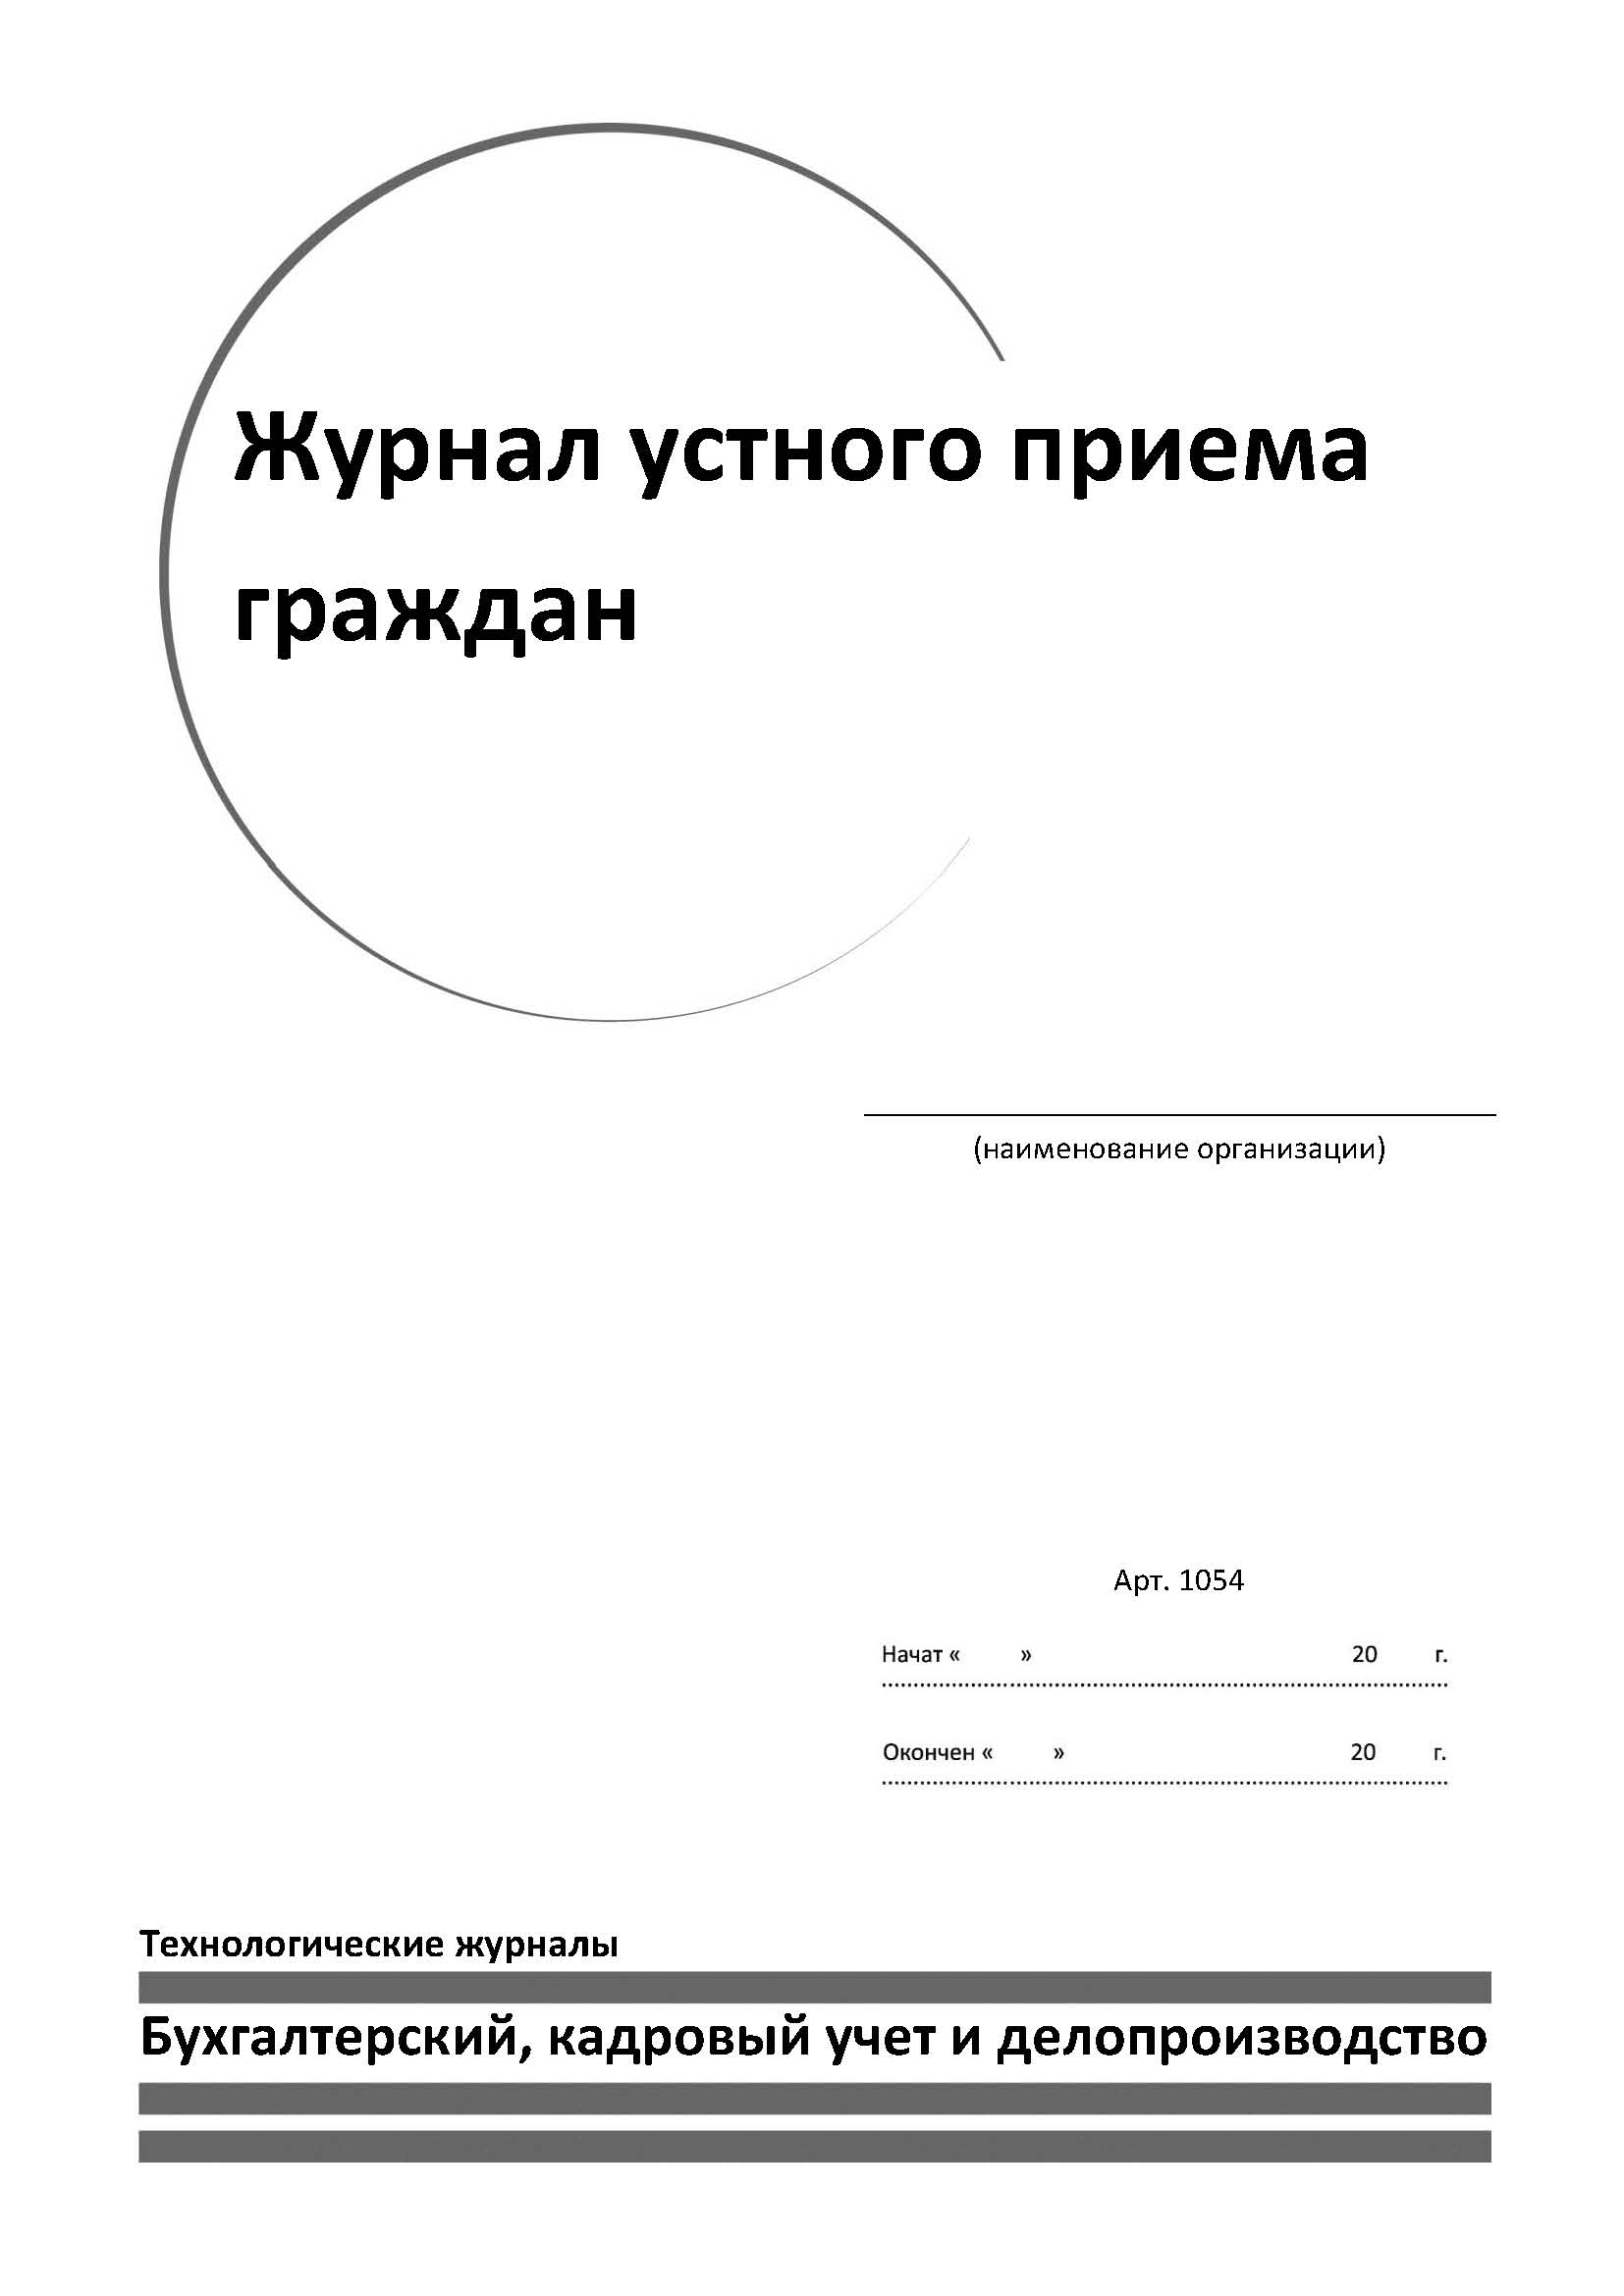 Журнал устного приема
граждан
(наименование организации)
Арт. 1054
Начат « » 20 г.
Окончен « » 20 г.
Технологические журналы
Бухгалтерский, кадровый учет и делопроизводство